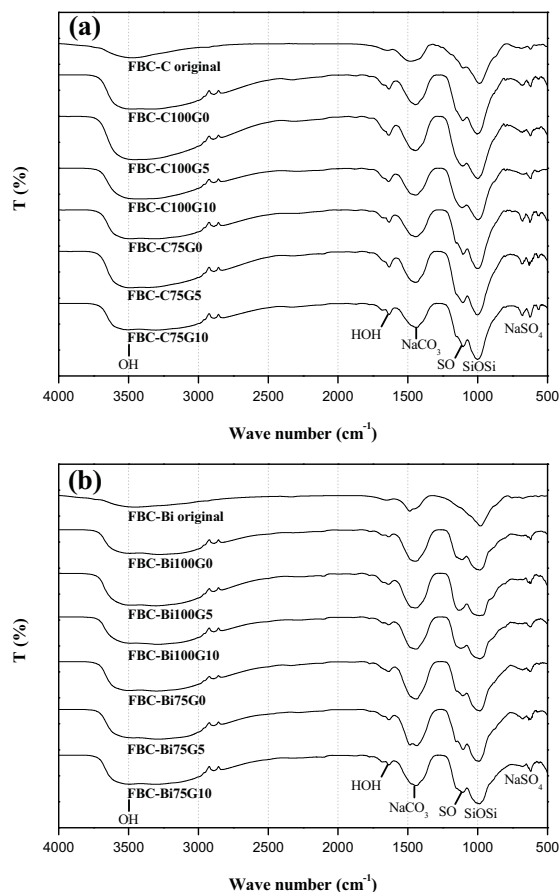 (a)
FBC-C original
FBC-C100G0
FBC-C100G5
FBC-C100G10
FBC-C75G0
FBC-C75G5
FBC-C75G10
OH
HOH
NaCO3
SO
SiOSi
NaSO4
T (%)
4000 3500 3000 2500 2000 1500 1000 500
Wave number (cm-1)
(b)
FBC-Bi original
FBC-Bi100G0
FBC-Bi100G5
FBC-Bi100G10
FBC-Bi75G0
FBC-Bi75G5
FBC-Bi75G10
OH
HOH
NaCO3
SO
SiOSi
NaSO4
T (%)
4000 3500 3000 2500 2000 1500 1000 500
Wave number (cm-1)